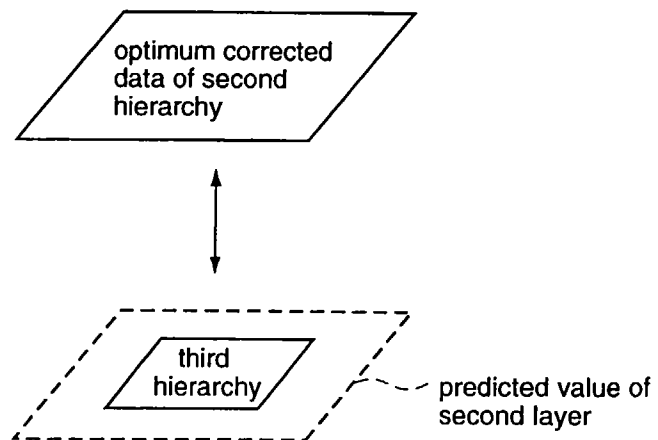 optimum corrected
data of second
hierarchy
third
hierarchy
predicted value of
second layer